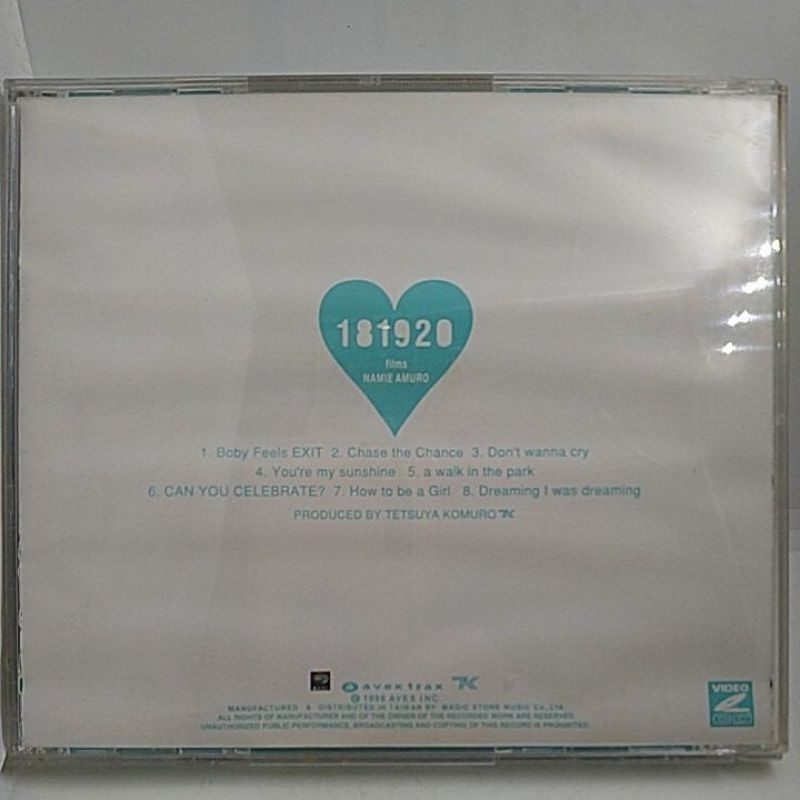 181920
films
NAMIE AMURO
1. Boby Feels EXIT 2. Chase the Chance 3. Don't wanna cry
4. You're my sunshine 5. a walk in the park
6. CAN YOU CELEBRATE? 7. How to be a Girl 8. Dreaming I was dreaming
PRODUCED BY TETSUYA KOMURO TK
avex trax TK
© 1998 AVEX INC.
MANUFACTURED & DISTRIBUTED IN TAIWAN BY MAGIC STONE MUSIC Co., Ltd.
ALL RIGHTS OF MANUFACTURER AND OF THE OWNER OF THE RECORDED WORK ARE RESERVED.
UNAUTHORIZED PUBLIC PERFORMANCE, BROADCASTING AND COPYING OF THIS RECORD IS PROHIBITED.
VIDEO